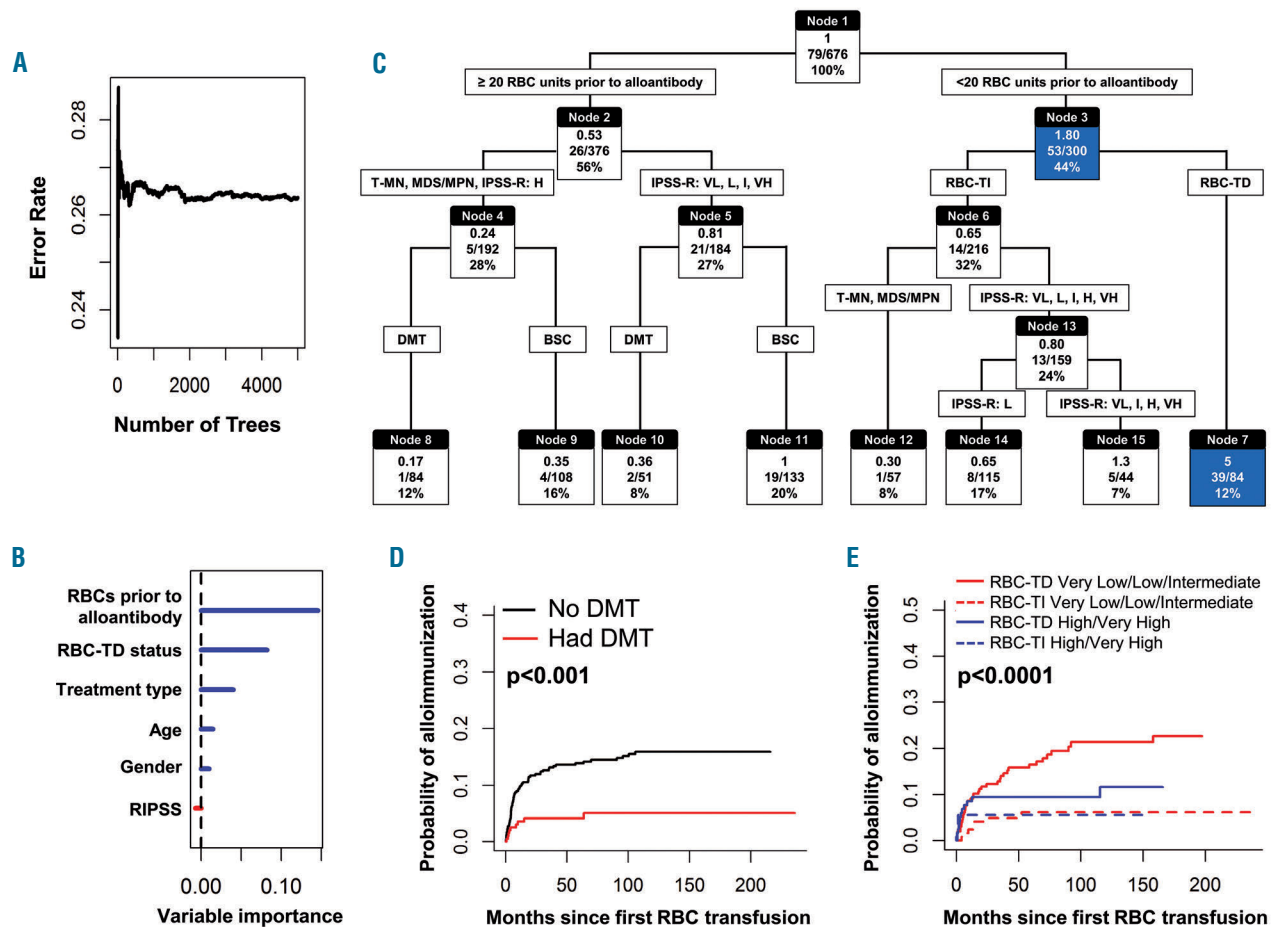 A
0.28
0.26
0.24
Error Rate
0
2000
4000
Number of Trees
B
RBCs prior to
alloantibody
RBC-TD status
Treatment type
Age
Gender
RIPSS
0.00
0.10
Variable importance
C
Node 1
1
79/676
100%
≥ 20 RBC units prior to alloantibody
<20 RBC units prior to alloantibody
Node 2
0.53
26/376
56%
Node 3
1.80
53/300
44%
T-MN, MDS/MPN, IPSS-R: H
IPSS-R: VL, L, I, VH
RBC-TI
RBC-TD
Node 4
0.24
5/192
28%
Node 5
0.81
21/184
27%
Node 6
0.65
14/216
32%
T-MN, MDS/MPN
IPSS-R: VL, L, I, H, VH
DMT
BSC
DMT
BSC
Node 13
0.80
13/159
24%
IPSS-R: L
IPSS-R: VL, I, H, VH
Node 8
0.17
1/84
12%
Node 9
0.35
4/108
16%
Node 10
0.36
2/51
8%
Node 11
1
19/133
20%
Node 12
0.30
1/57
8%
Node 14
0.65
8/115
17%
Node 15
1.3
5/44
7%
Node 7
5
39/84
12%
D
Probability of alloimmunization
0.4
0.3
0.2
0.1
0.0
No DMT
Had DMT
p<0.001
0
50
100
150
200
Months since first RBC transfusion
E
Probability of alloimmunization
0.5
0.4
0.3
0.2
0.1
0.0
RBC-TD Very Low/Low/Intermediate
RBC-TI Very Low/Low/Intermediate
RBC-TD High/Very High
RBC-TI High/Very High
p<0.0001
0
50
100
150
200
Months since first RBC transfusion